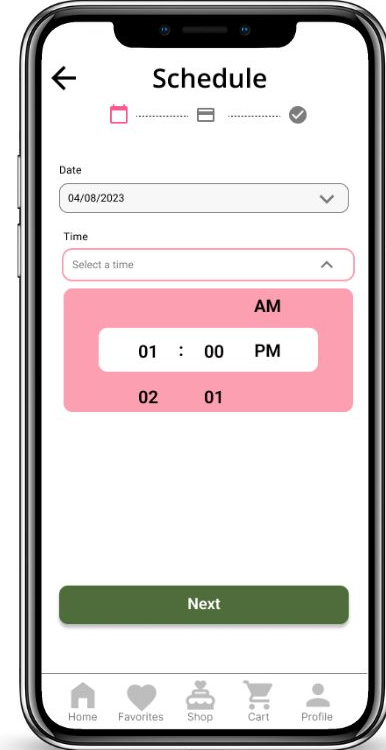 Schedule
Date
04/08/2023
Time
Select a time
AM
01 : 00 PM
02 01
Next
Home Favorites Shop Cart Profile